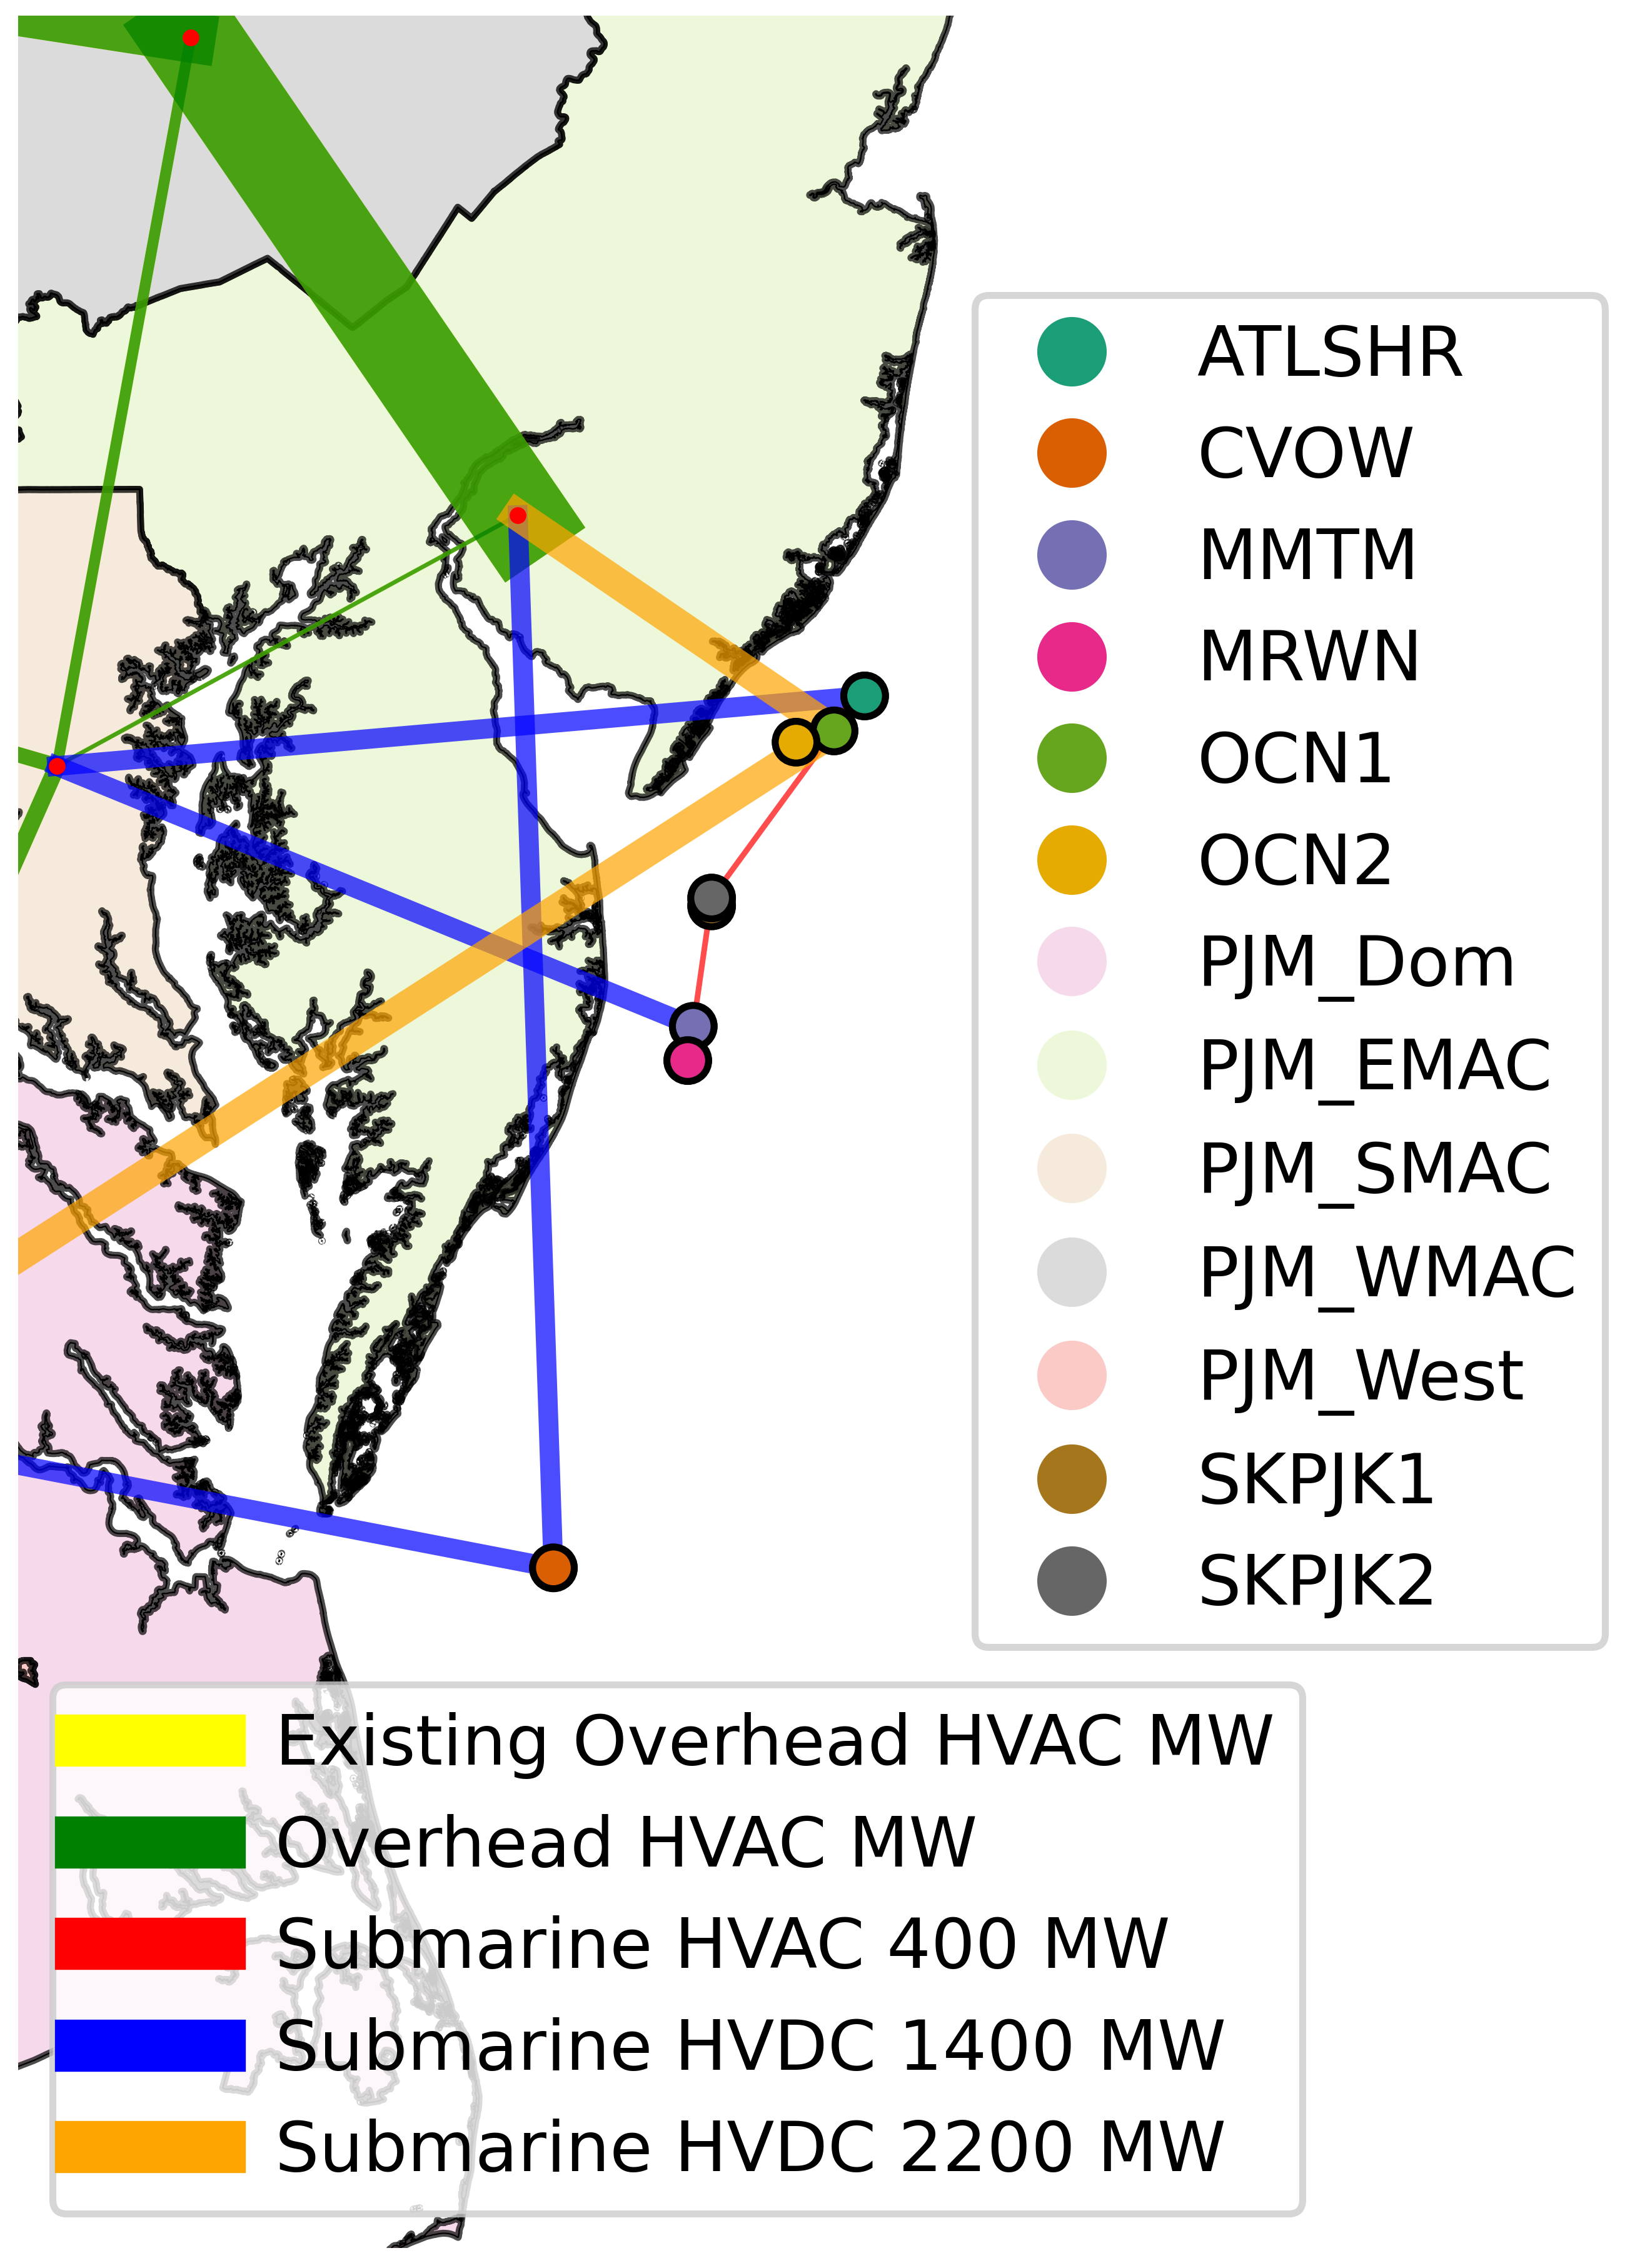 ATLSHR
CVOW
MMTM
MRWN
OCN1
OCN2
PJM_Dom
PJM_EMAC
PJM_SMAC
PJM_WMAC
PJM_West
SKPJK1
SKPJK2
Existing Overhead HVAC MW
Overhead HVAC MW
Submarine HVAC 400 MW
Submarine HVDC 1400 MW
Submarine HVDC 2200 MW